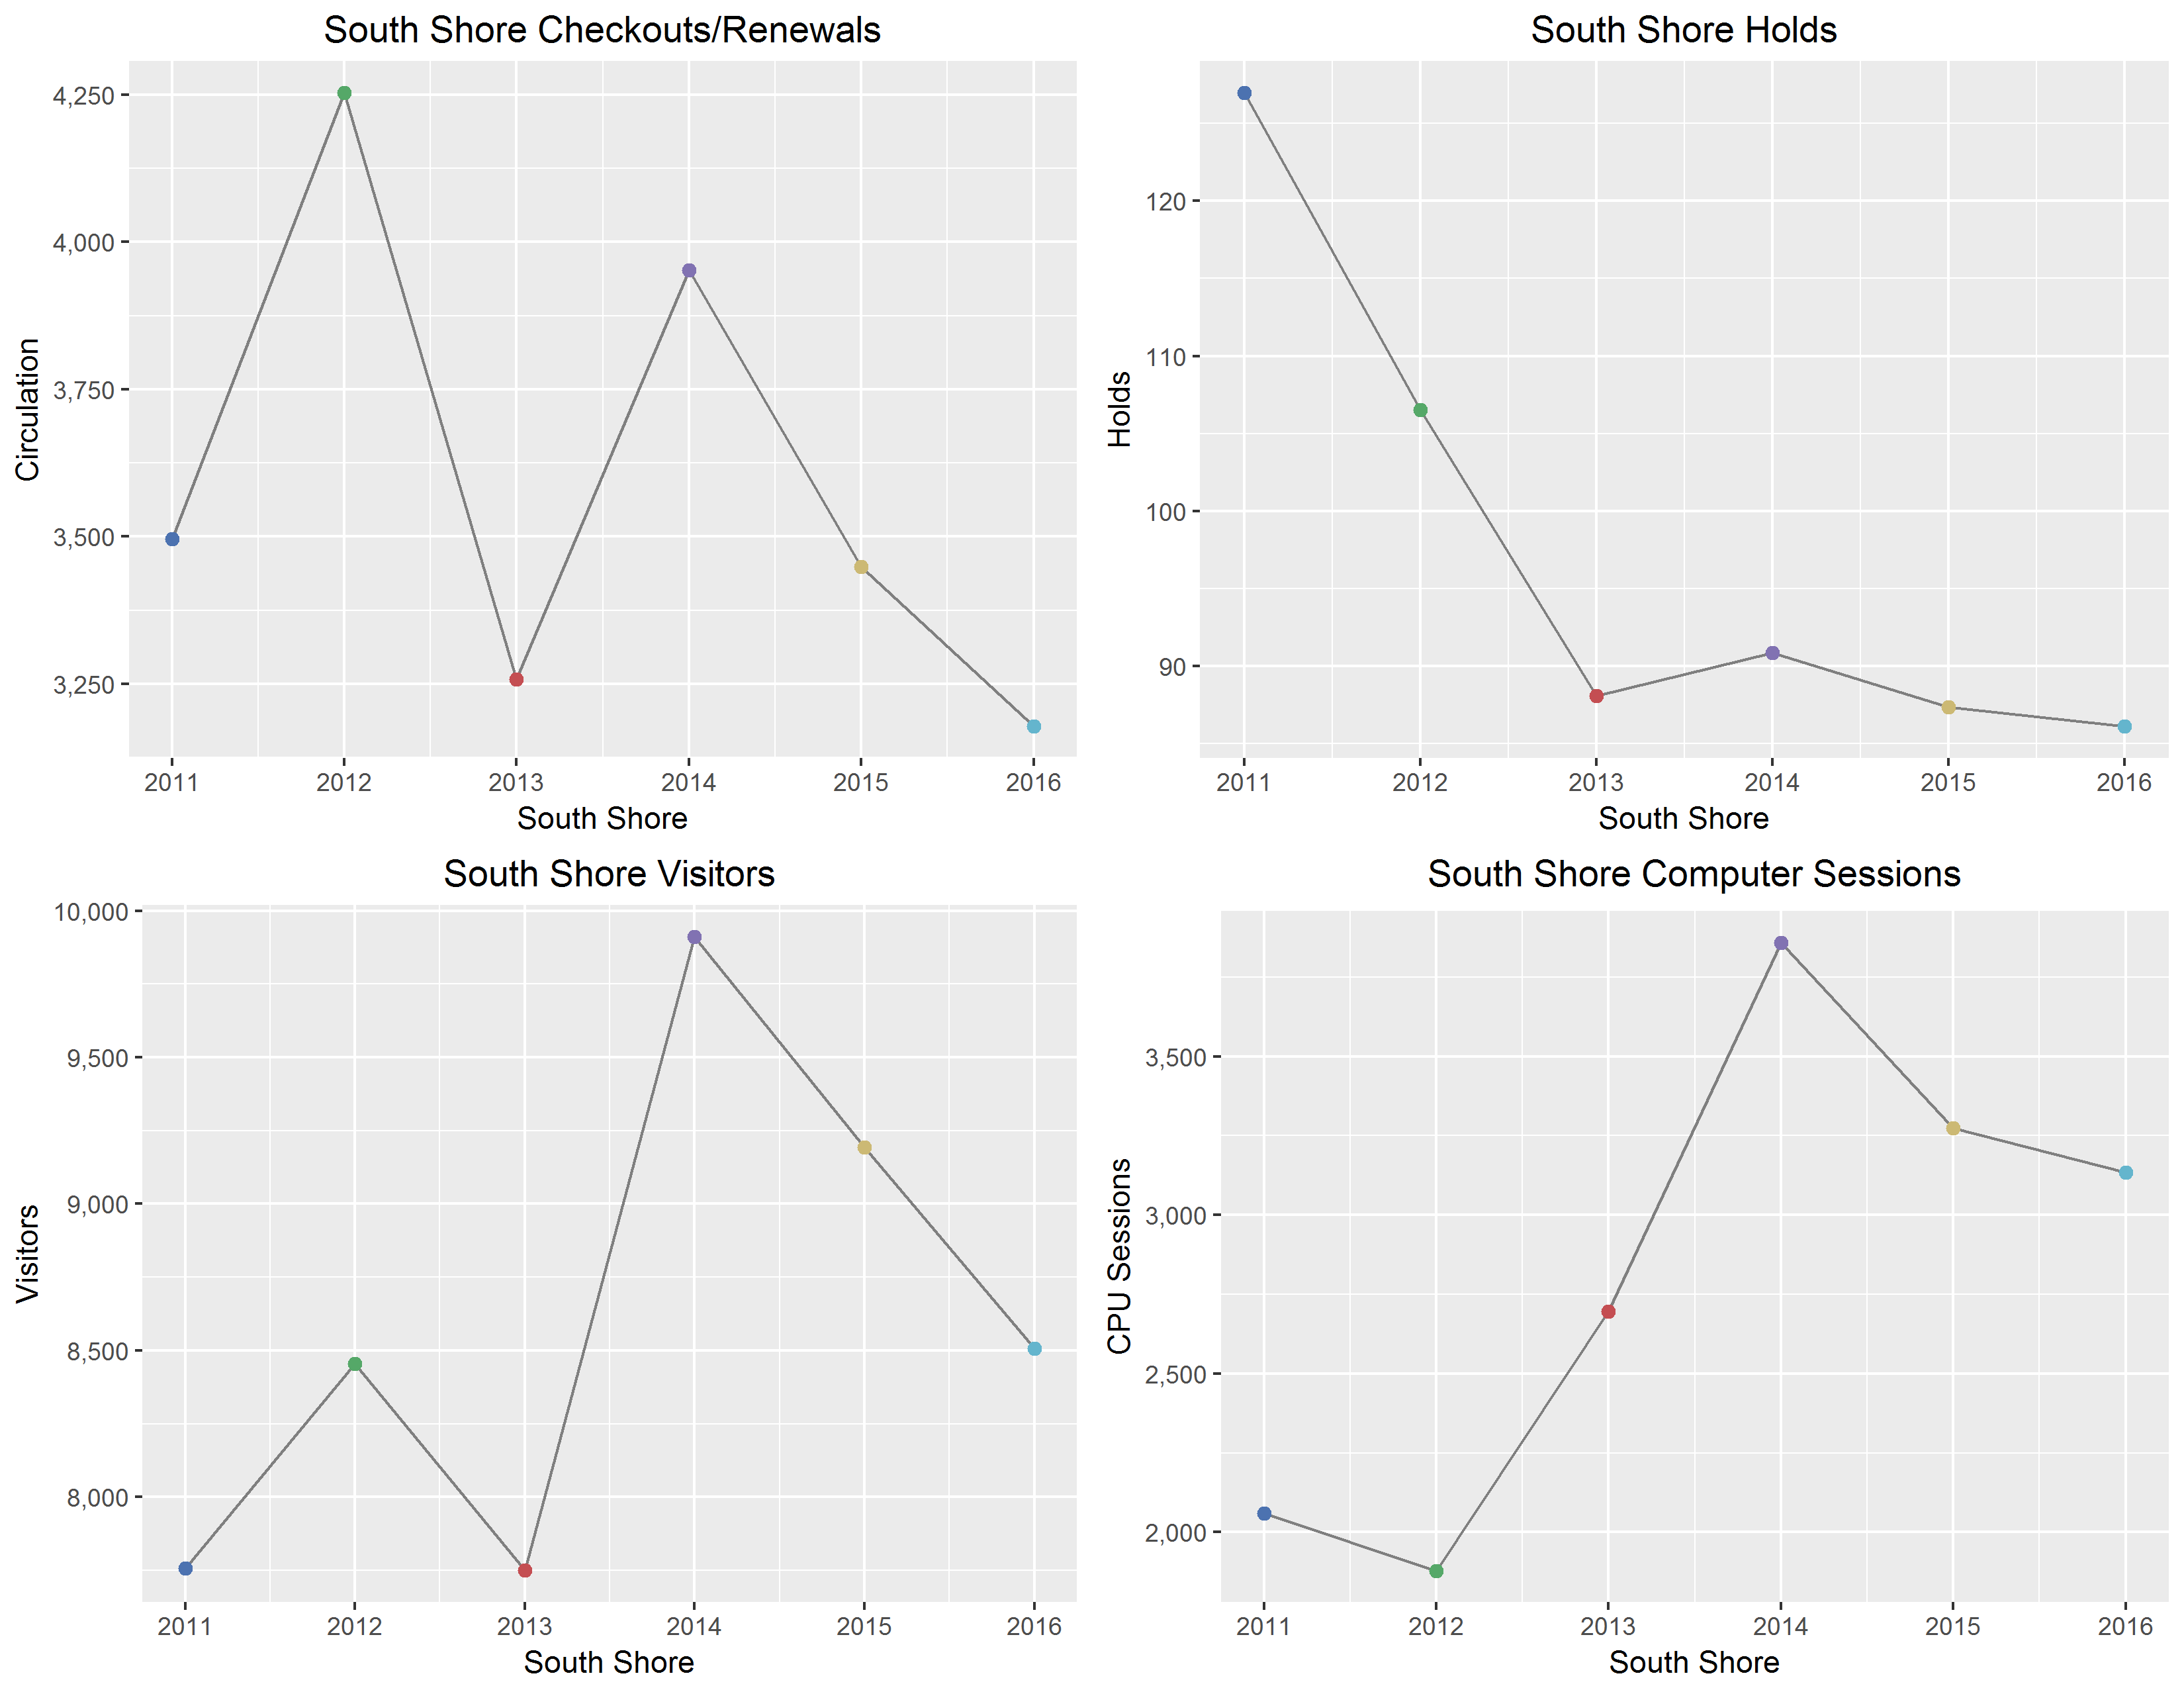 South Shore Checkouts/Renewals
4,250
4,000
3,750
3,500
3,250
Circulation
2011 2012 2013 2014 2015 2016
South Shore
South Shore Holds
120
110
100
90
Holds
2011 2012 2013 2014 2015 2016
South Shore
South Shore Visitors
10,000
9,500
9,000
8,500
8,000
Visitors
2011 2012 2013 2014 2015 2016
South Shore
South Shore Computer Sessions
3,500
3,000
2,500
2,000
CPU Sessions
2011 2012 2013 2014 2015 2016
South Shore